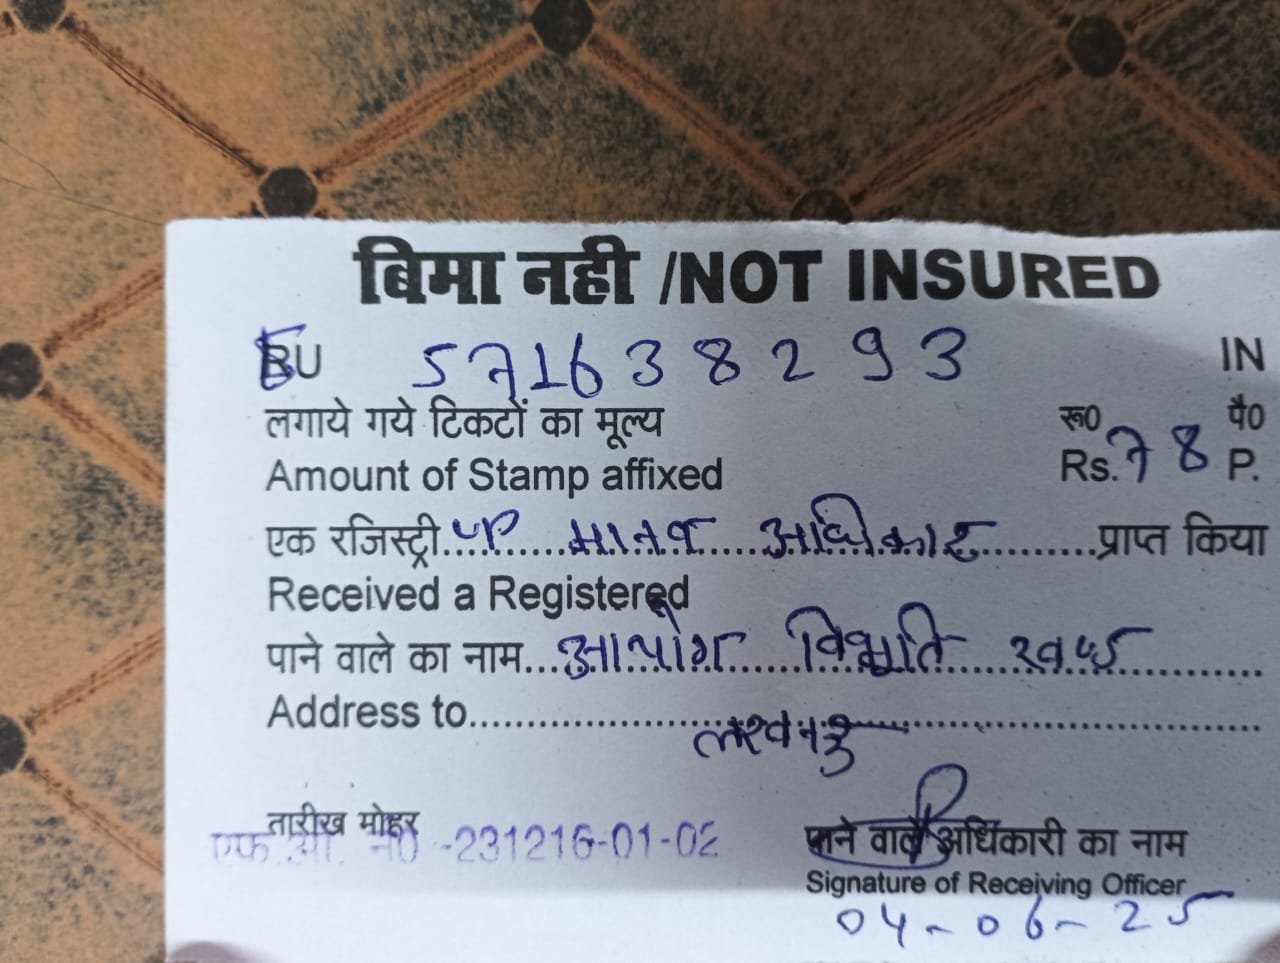 बिमा नही /NOT INSURED
RU 571638293 IN
लगाये गये टिकटों का मूल्य रू0 पै0
Amount of Stamp affixed Rs. 78 P.
एक रजिस्ट्री UP मानव अधिकार प्राप्त किया
Received a Registered
पाने वाले का नाम आयोग विभूति खण्ड
Address to
लखनऊ
तारीख मोहर
-231216-01-02
पाने वाले अधिकारी का नाम
Signature of Receiving Officer
04-06-25